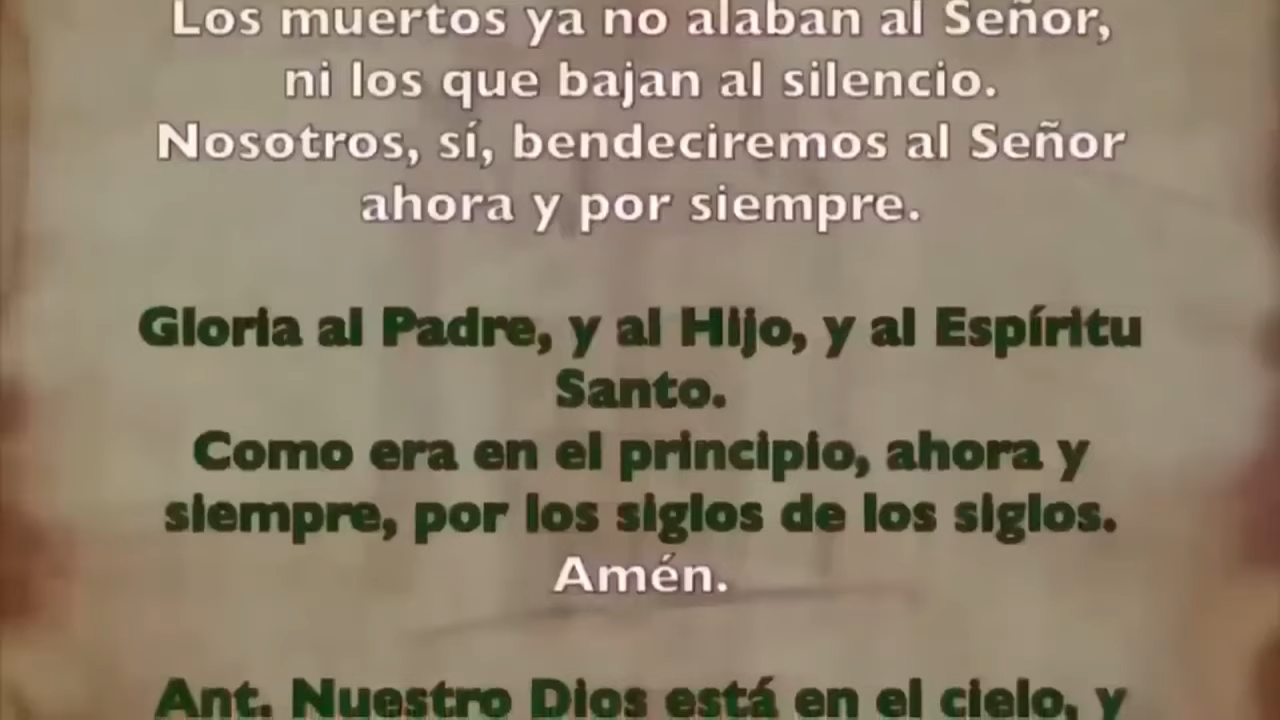 Los muertos ya no alaban al Señor,
ni los que bajan al silencio.
Nosotros, sí, bendeciremos al Señor
ahora y por siempre.
Gloria al Padre, y al Hijo, y al Espíritu
Santo.
Como era en el principio, ahora y
siempre, por los siglos de los siglos.
Amén.
Ant. Nuestro Dios está en el cielo, y